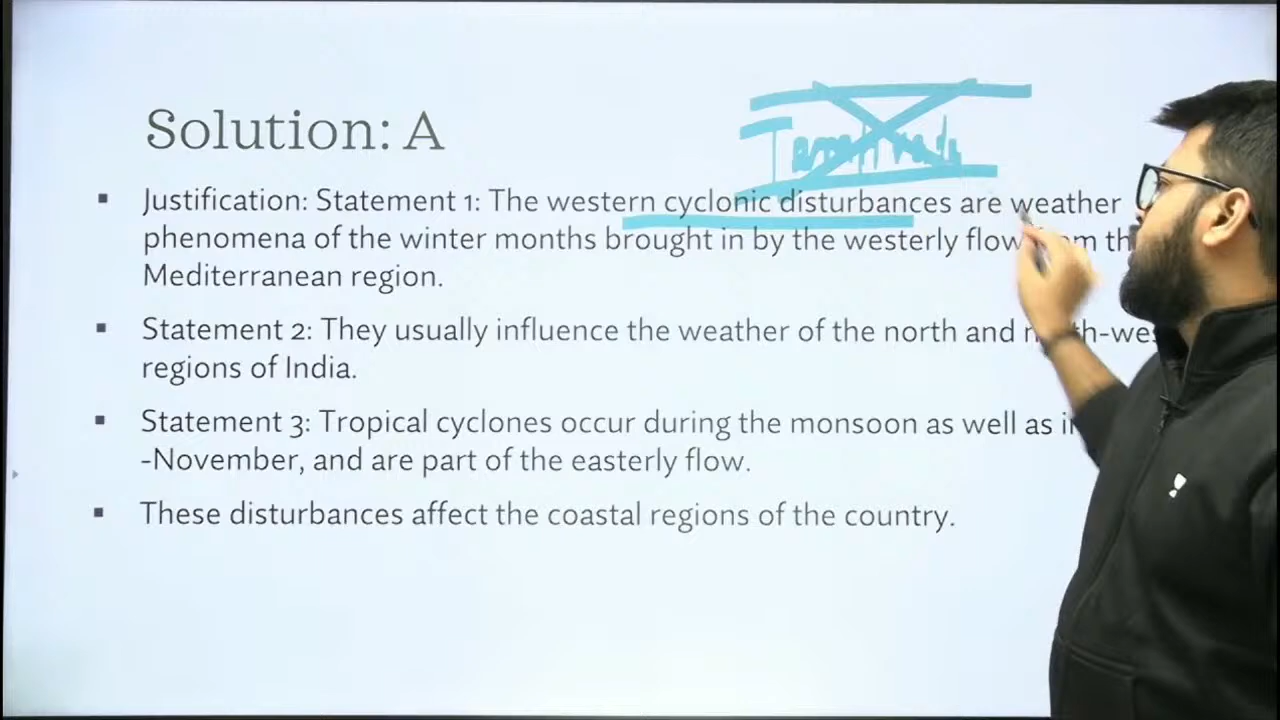 Solution: A
Justification: Statement 1: The western cyclonic disturbances are weather
phenomena of the winter months brought in by the westerly flow
Mediterranean region.
Statement 2: They usually influence the weather of the north and
regions of India.
Statement 3: Tropical cyclones occur during the monsoon as well as
-November, and are part of the easterly flow.
These disturbances affect the coastal regions of the country.